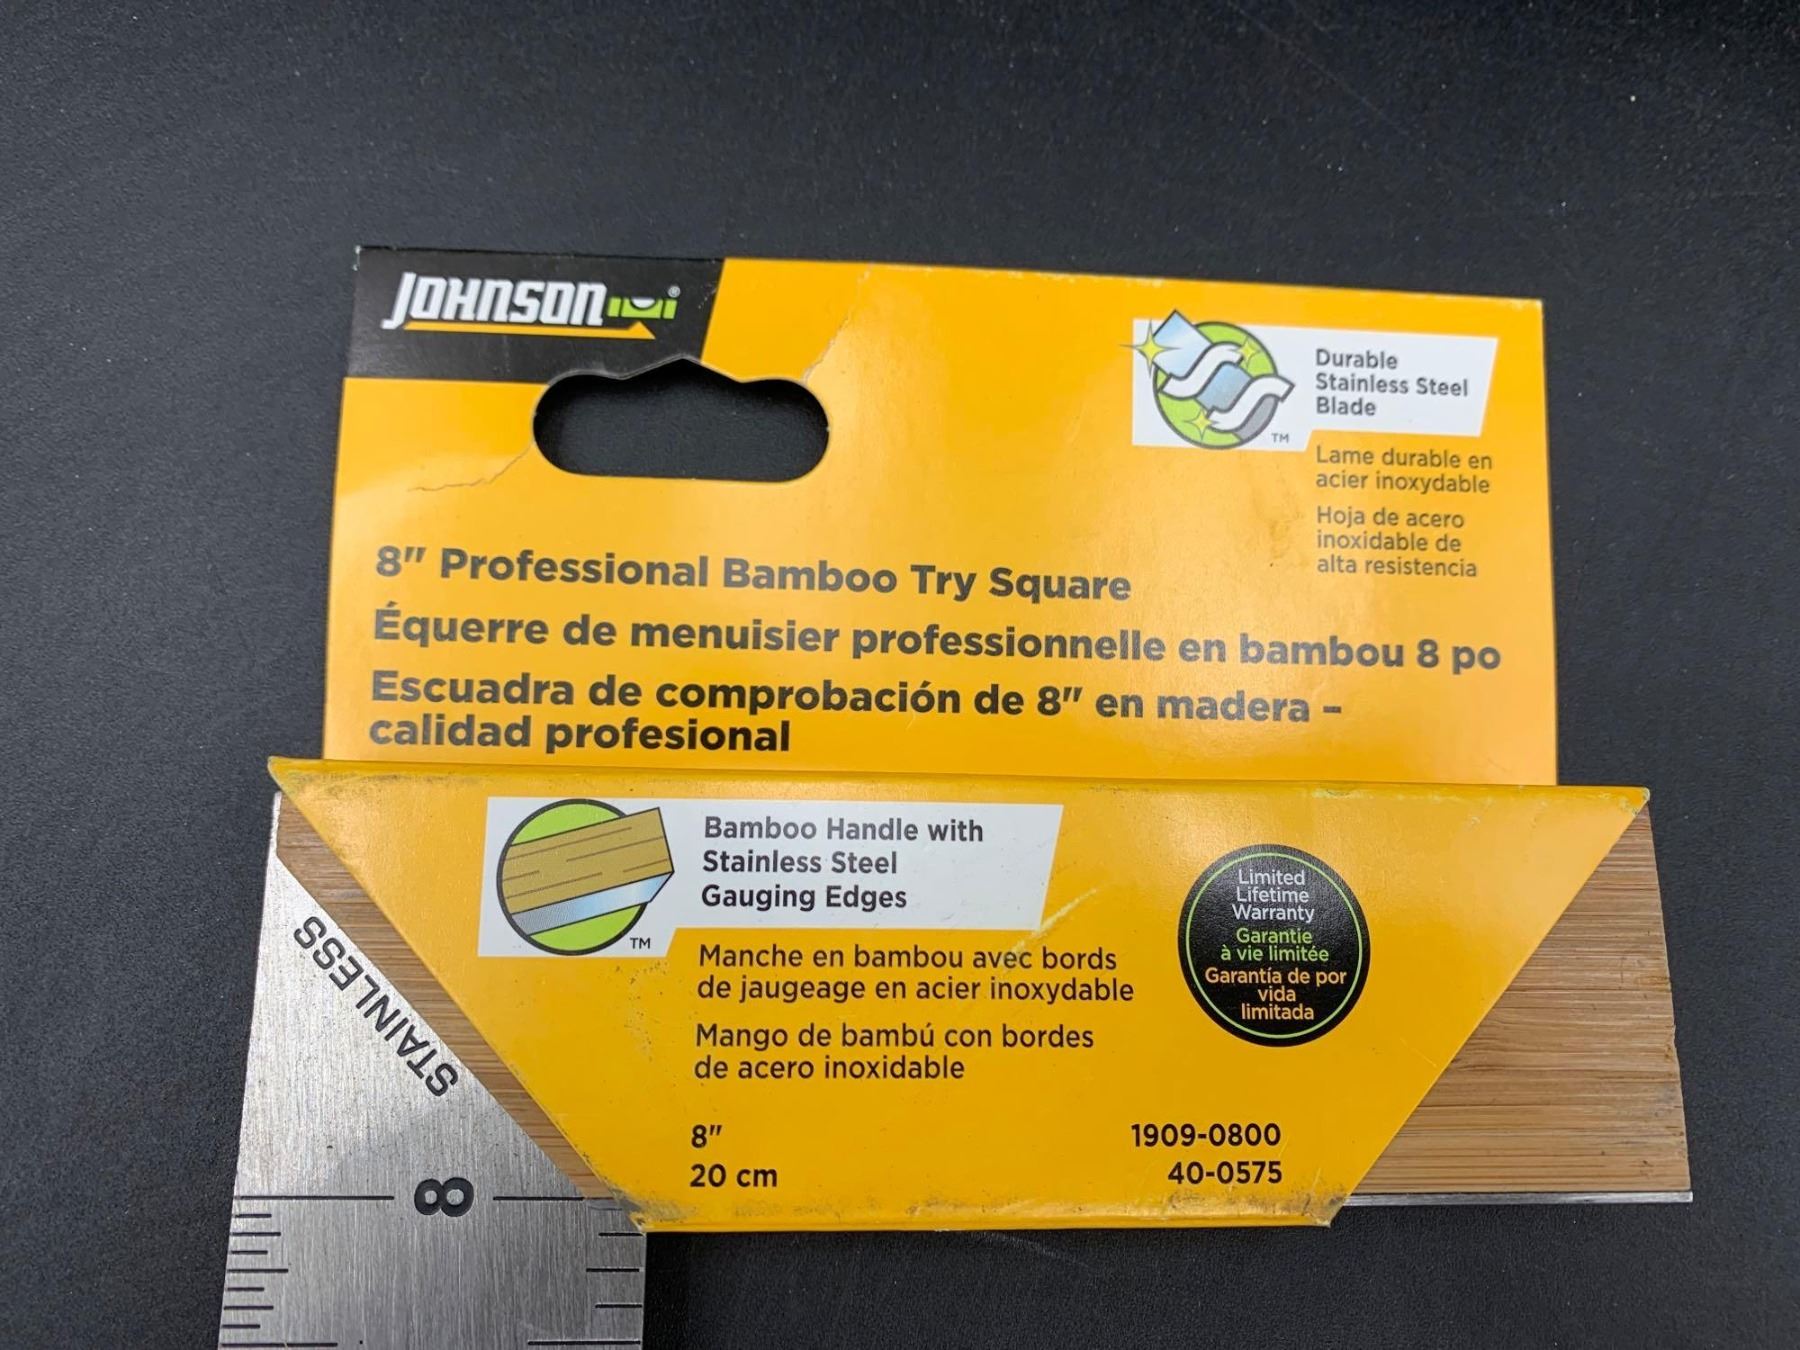 JOHNSON®
Durable
Stainless Steel
Blade
TM
Lame durable en
acier inoxydable
Hoja de acero
inoxidable de
alta resistencia
8" Professional Bamboo Try Square
Équerre de menuisier professionnelle en bambou 8 po
Escuadra de comprobación de 8" en madera –
calidad profesional
Bamboo Handle with
Stainless Steel
Gauging Edges
TM
Manche en bambou avec bords
de jaugeage en acier inoxydable
Mango de bambú con bordes
de acero inoxidable
Limited
Lifetime
Warranty
Garantie
à vie limitée
Garantía de por
vida
limitada
8" 1909-0800
20 cm 40-0575
STAINLESS
8